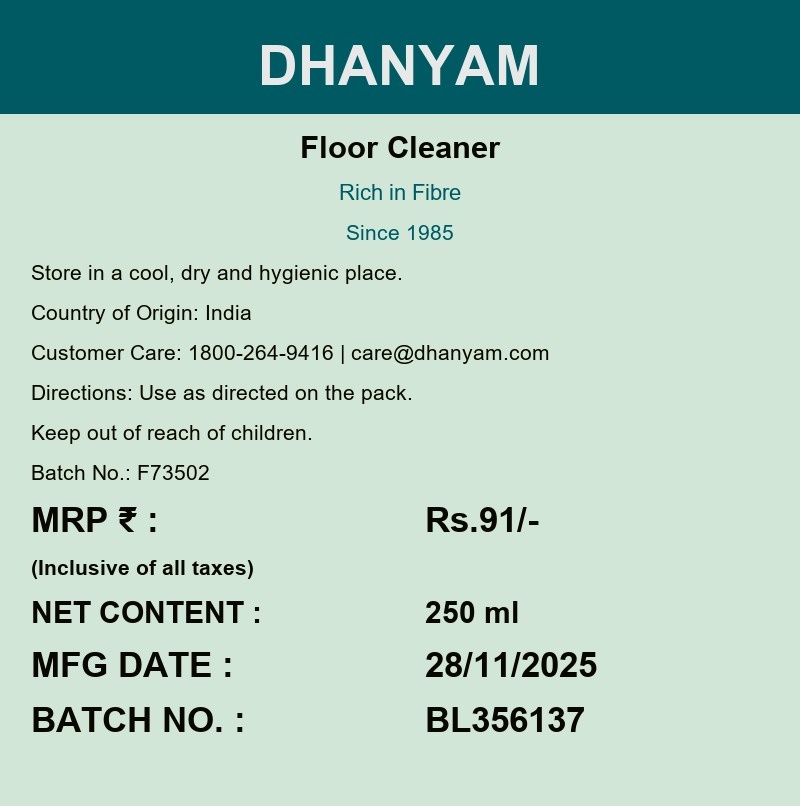 DHANYAM
Floor Cleaner
Rich in Fibre
Since 1985
Store in a cool, dry and hygienic place.
Country of Origin: India
Customer Care: 1800-264-9416 | care@dhanyam.com
Directions: Use as directed on the pack.
Keep out of reach of children.
Batch No.: F73502
MRP ₹ : Rs.91/-
(Inclusive of all taxes)
NET CONTENT : 250 ml
MFG DATE : 28/11/2025
BATCH NO. : BL356137